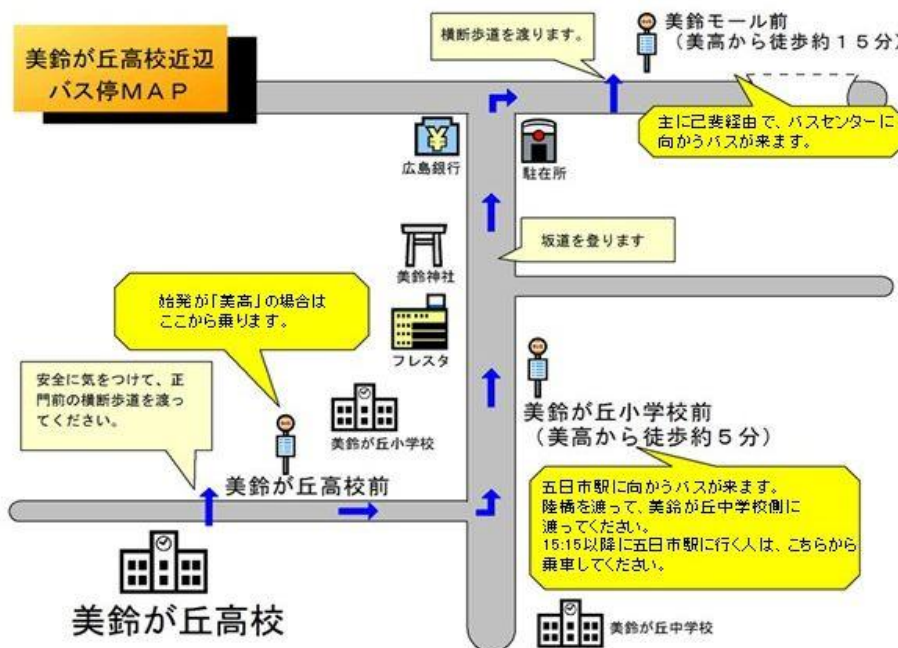 美鈴が丘高校近辺
バス停MAP
横断歩道を渡ります。
美鈴モール前
(美高から徒歩約15分)
主に己斐経由で、バスセンターに
向かうバスが来ます。
¥
広島銀行
駐在所
坂道を登ります
美鈴神社
始発が「美高」の場合は
ここから乗ります。
フレスタ
安全に気をつけて、正
門前の横断歩道を渡っ
てください。
美鈴が丘小学校
美鈴が丘小学校前
(美高から徒歩約5分)
美鈴が丘高校前
五日市駅に向かうバスが来ます。
陸橋を渡って、美鈴が丘中学校側に
渡ってください。
15:15以降に五日市駅に行く人は、こちらから
乗車してください。
美鈴が丘高校
美鈴が丘中学校